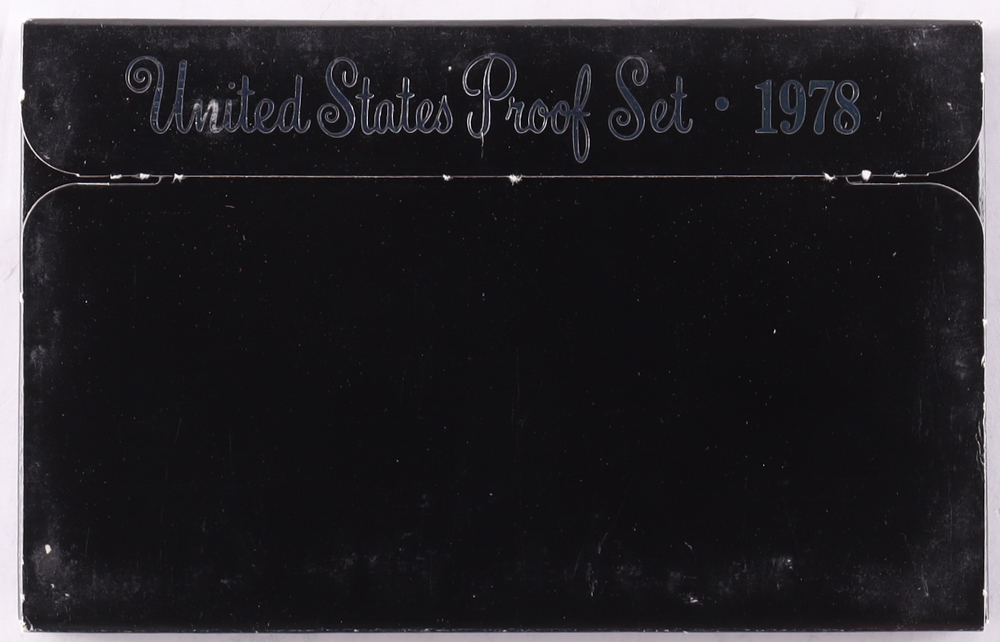 United States Proof Set • 1978